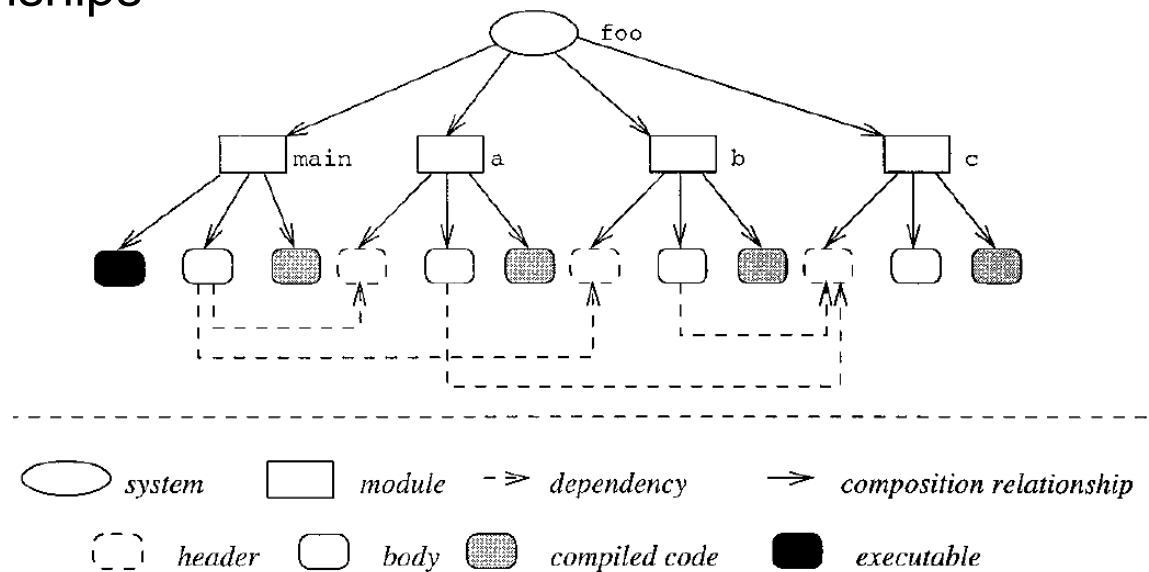 foo
main a b c
system module dependency composition relationship
header body compiled code executable